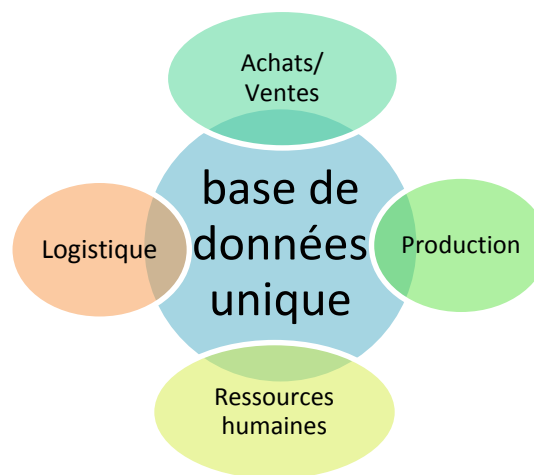 Achats/
Ventes
base de
données
unique
Logistique
Production
Ressources
humaines